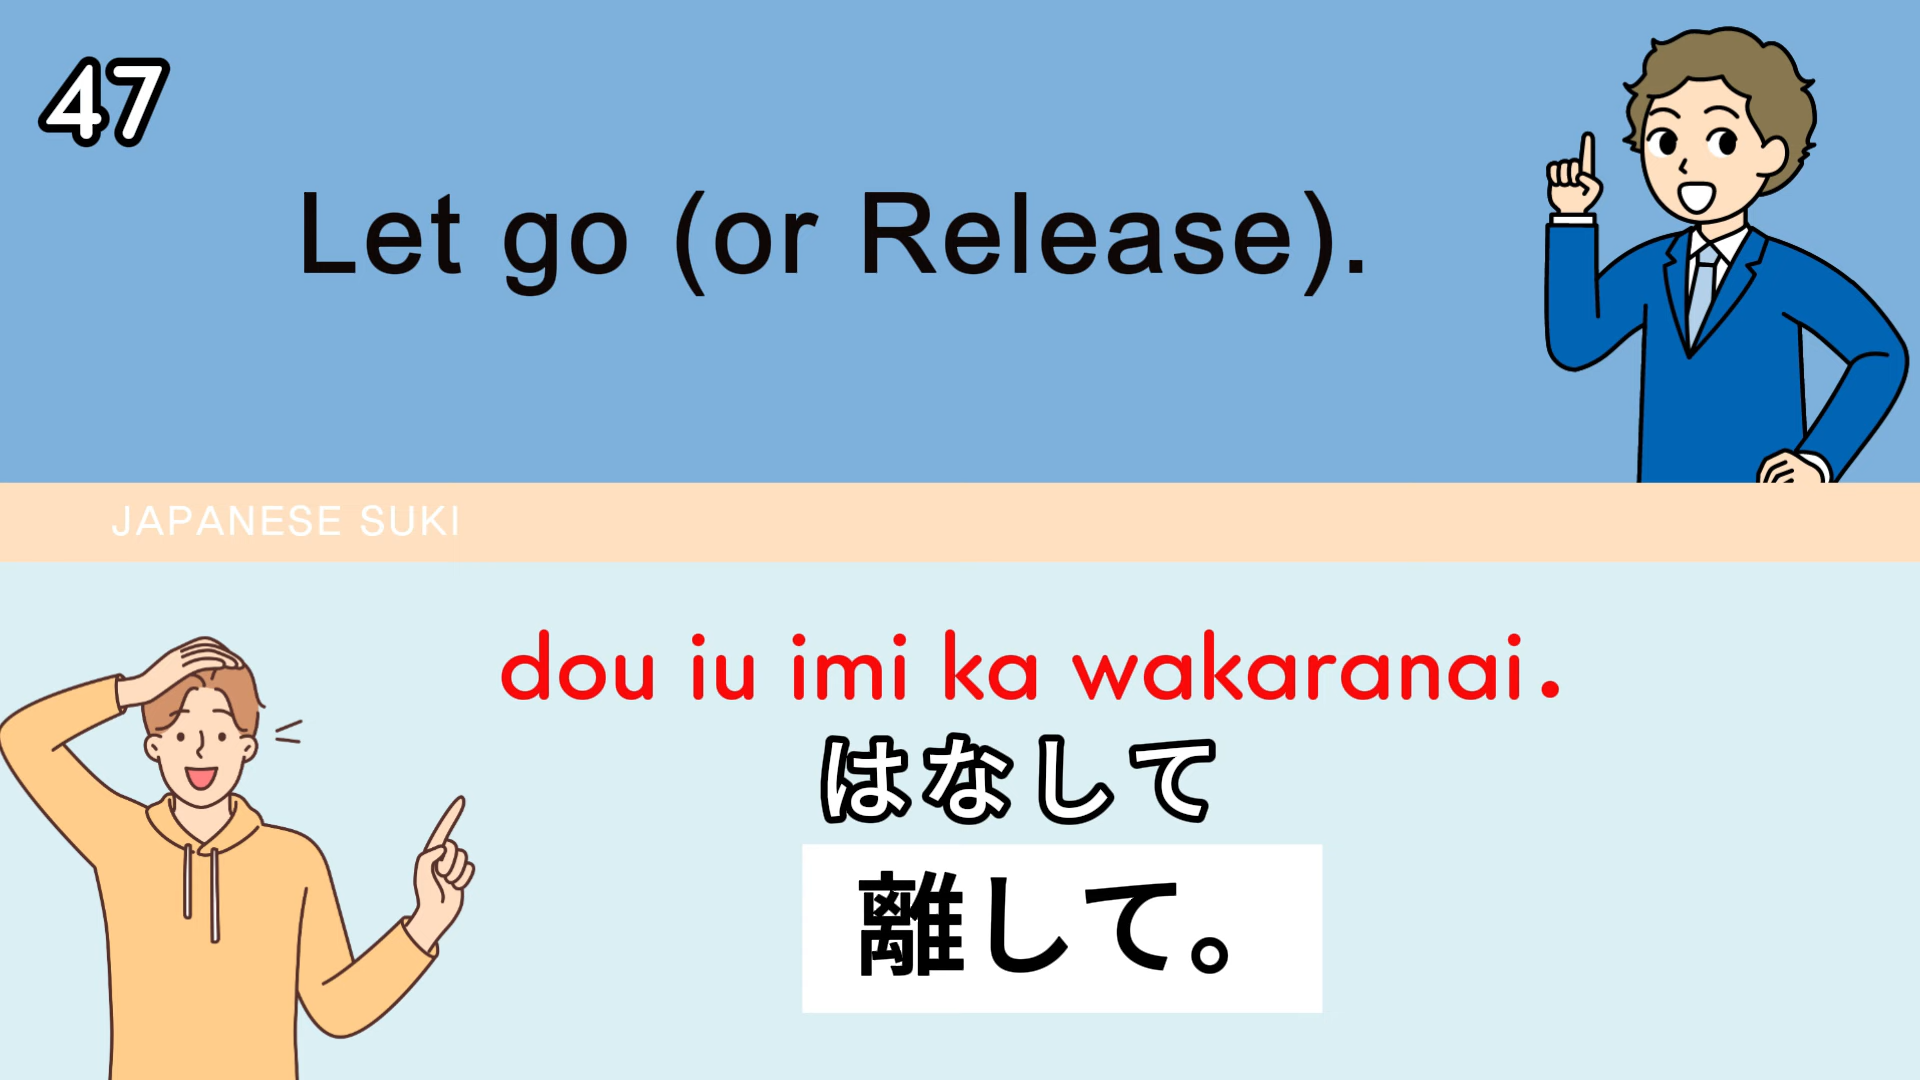 47
Let go (or Release).
JAPANESE SUKI
dou iu imi ka wakaranai.
はなして
離して。